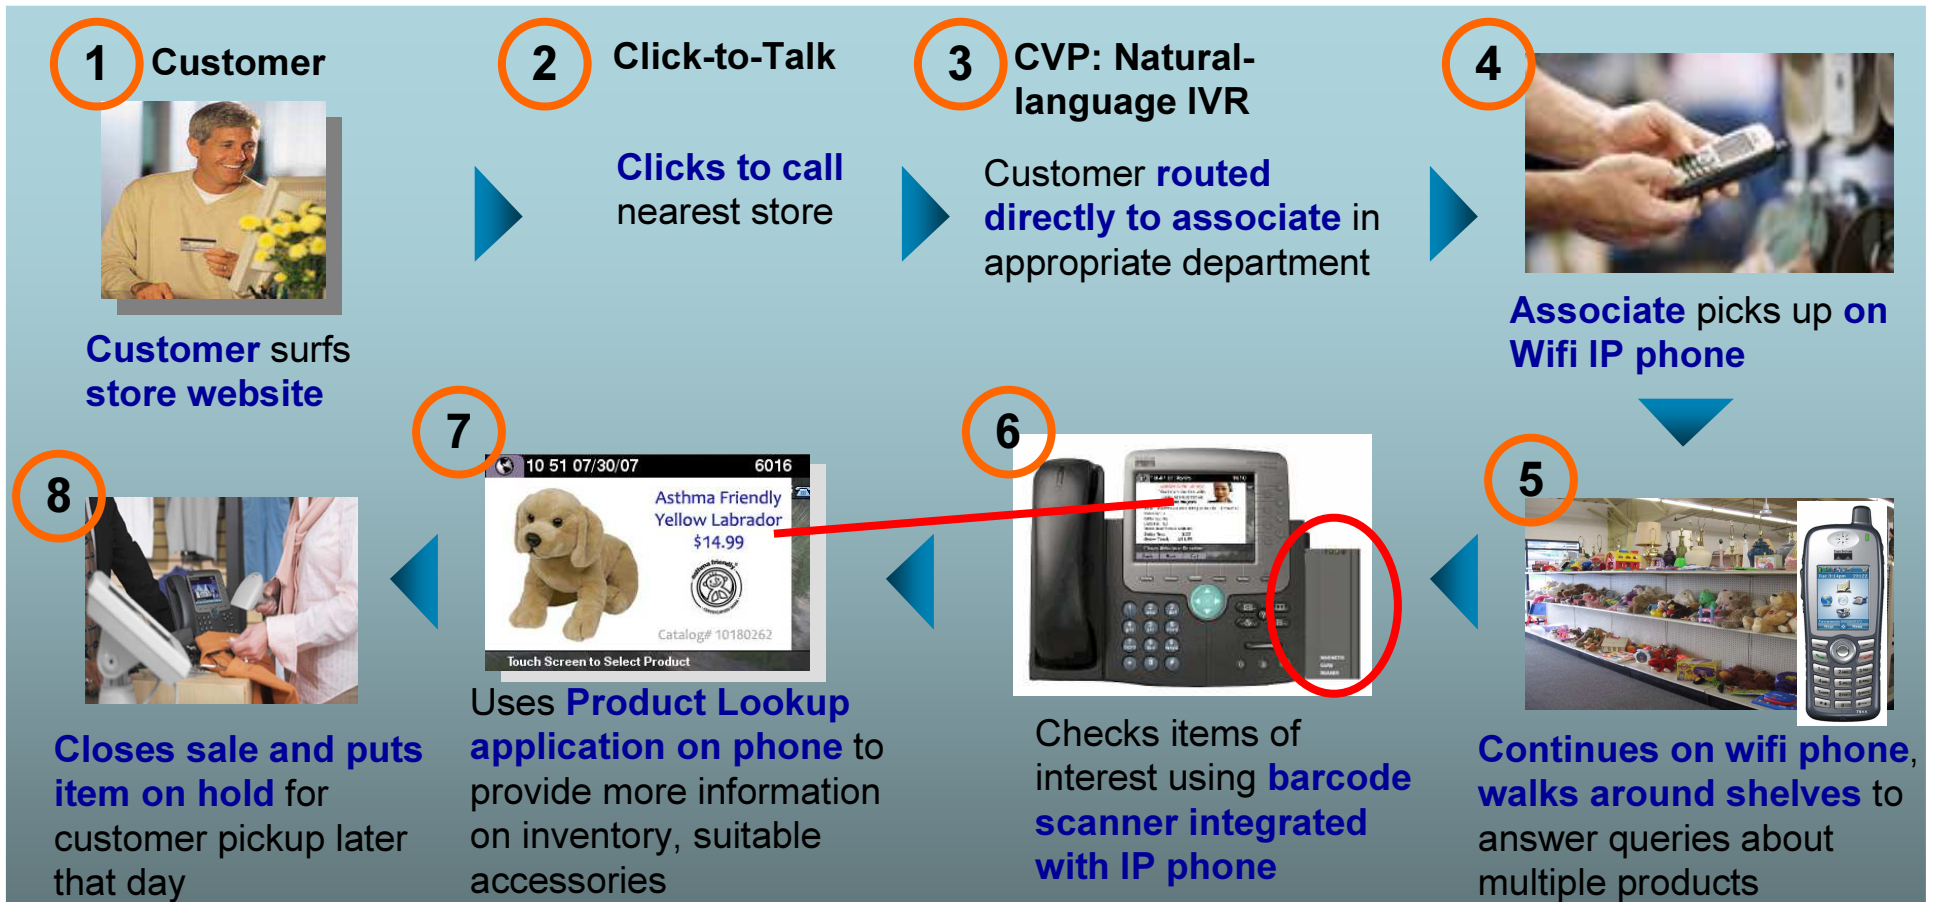 1
Customer
Customer surfs
store website
2
Click-to-Talk
Clicks to call
nearest store
3
CVP: Natural-
language IVR
Customer routed
directly to associate in
appropriate department
4
Associate picks up on
Wifi IP phone
5
Continues on wifi phone,
walks around shelves to
answer queries about
multiple products
6
Checks items of
interest using barcode
scanner integrated
with IP phone
7
10 51 07/30/07 6016
Asthma Friendly
Yellow Labrador
$14.99
Catalog# 10180262
Touch Screen to Select Product
Uses Product Lookup
application on phone to
provide more information
on inventory, suitable
accessories
8
Closes sale and puts
item on hold for
customer pickup later
that day